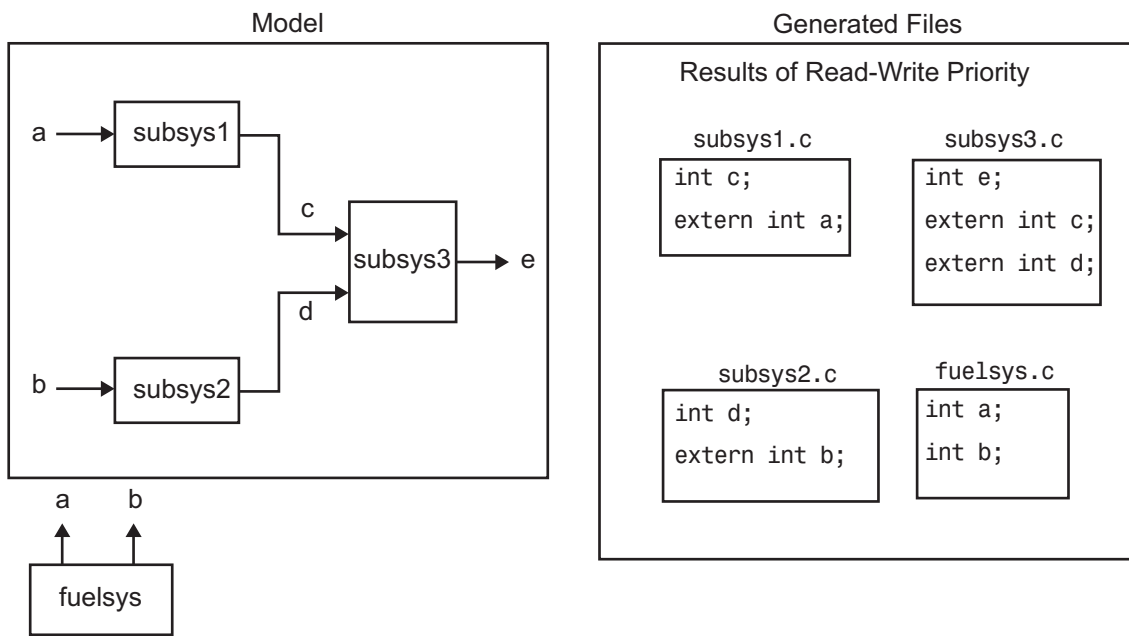 Model
a
subsys1
c
subsys3
e
d
b
subsys2
a b
fuelsys
Generated Files
Results of Read-Write Priority
subsys1.c
int c;
extern int a;
subsys3.c
int e;
extern int c;
extern int d;
subsys2.c
int d;
extern int b;
fuelsys.c
int a;
int b;